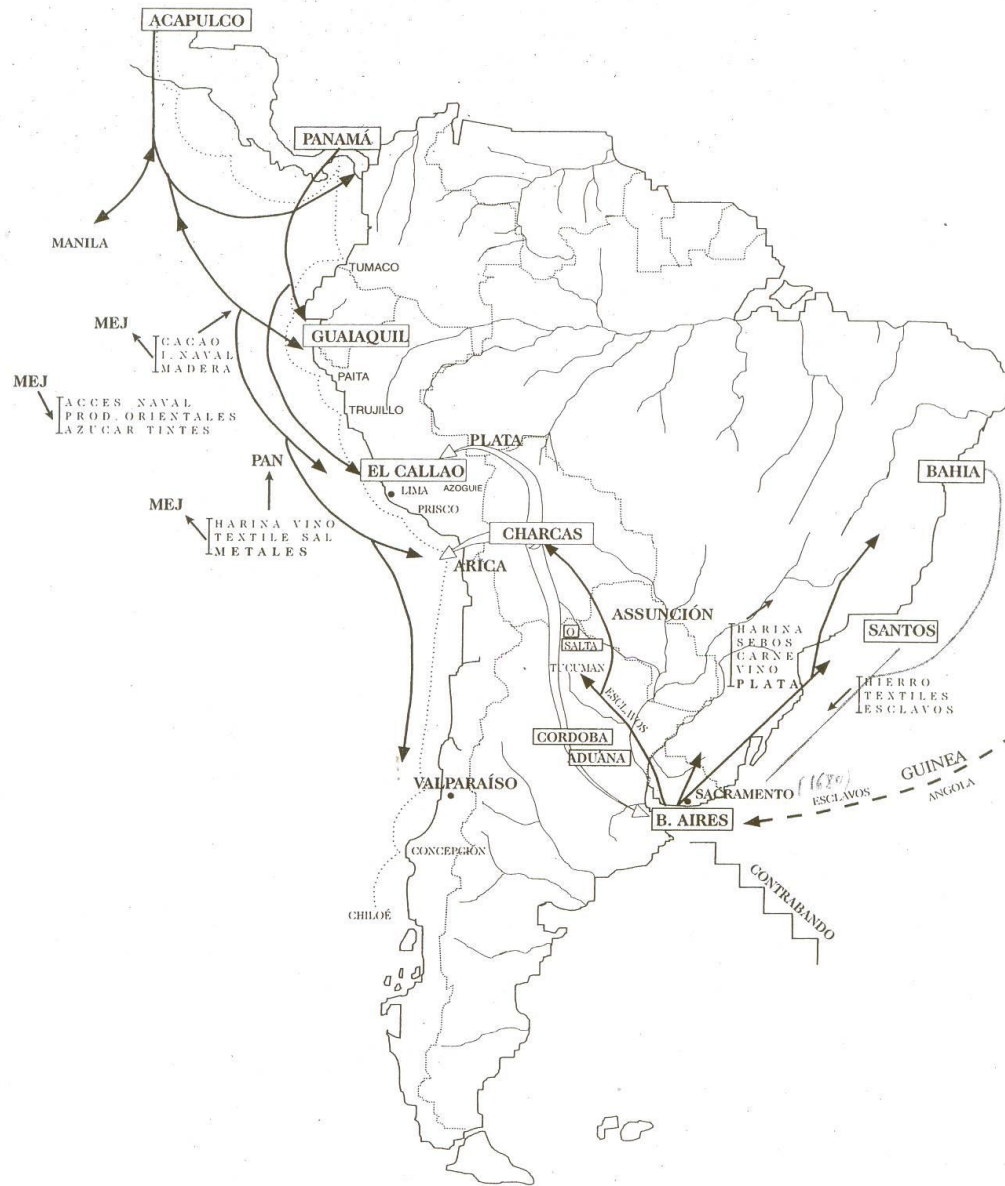 ACAPULCO
PANAMÁ
MANILA
TUMACO
MEJ
CACAO
I. NAVAL
MADERA
GUAIAQUIL
PAITA
MEJ
ACCES NAVAL
PROD. ORIENTALES
AZUCAR TINTES
TRUJILLO
PLATA
PAN
EL CALLAO
BAHIA
LIMA
AZOGUIE
PRISCO
MEJ
HARINA VINO
TEXTILE SAL
METALES
CHARCAS
ARICA
ASSUNCIÓN
O
SALTA
TUCUMAN
HARINA
SEBOS
CARNE
VINO
PLATA
SANTOS
HIERRO
TEXTILES
ESCLAVOS
ESCLAVOS
CORDOBA
ADUÀNA
GUINEA
ANGOLA
VALPARAÍSO
SACRAMENTO
(1680)
ESCLAVOS
B. AIRES
CONCEPCIÓN
CONTRABANDO
CHILOÉ